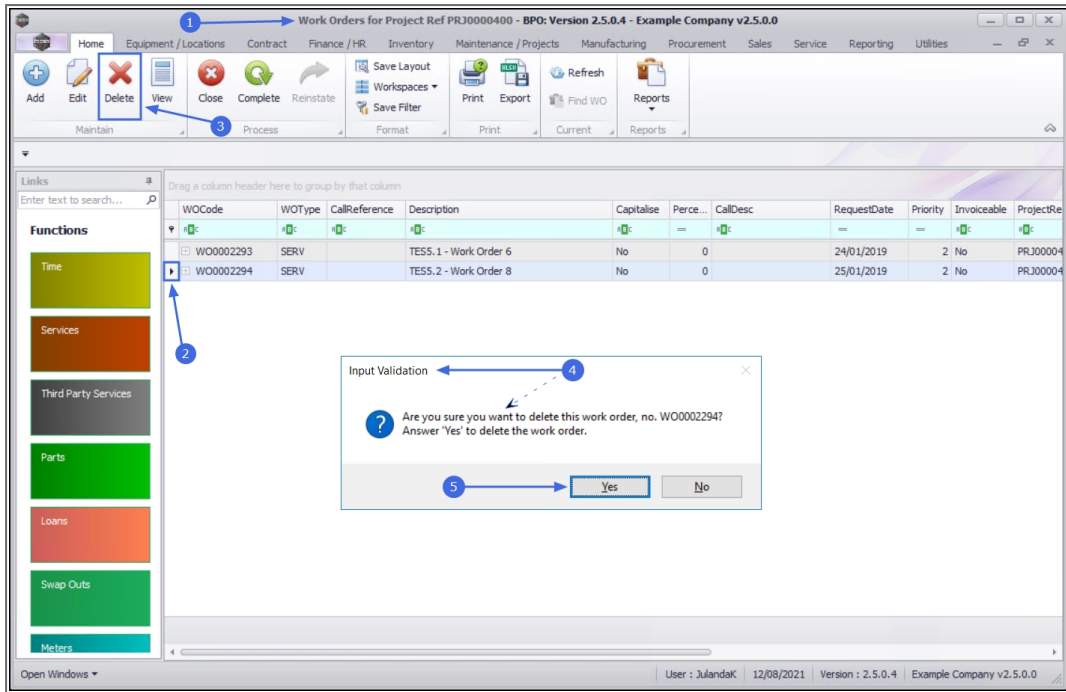 1
Work Orders for Project Ref PRJ0000400 - BPO: Version 2.5.0.4 - Example Company v2.5.0.0
Home Equipment / Locations Contract Finance / HR Inventory Maintenance / Projects Manufacturing Procurement Sales Service Reporting Utilities
Add Edit Delete View Close Complete Reinstate
Save Layout
Workspaces
Save Filter
Print Export
Refresh
Find WO
Reports
3
Maintain Process Format Print Current Reports
Links
Enter text to search...
Drag a column header here to group by that column
WOCode WOType CallReference Description Capitalise Perce... CallDesc RequestDate Priority Invoiceable ProjectRe
Functions
WO0002293 SERV TES5.1 - Work Order 6 No 0 24/01/2019 2 No PRJ00004
WO0002294 SERV TES5.2 - Work Order 8 No 0 25/01/2019 2 No PRJ00004
2
Time
Services
Third Party Services
Parts
Loans
Swap Outs
Meters
Input Validation
4
Are you sure you want to delete this work order, no. WO0002294?
Answer 'Yes' to delete the work order.
5
Yes No
Open Windows
User : JulandaK 12/08/2021 Version : 2.5.0.4 Example Company v2.5.0.0